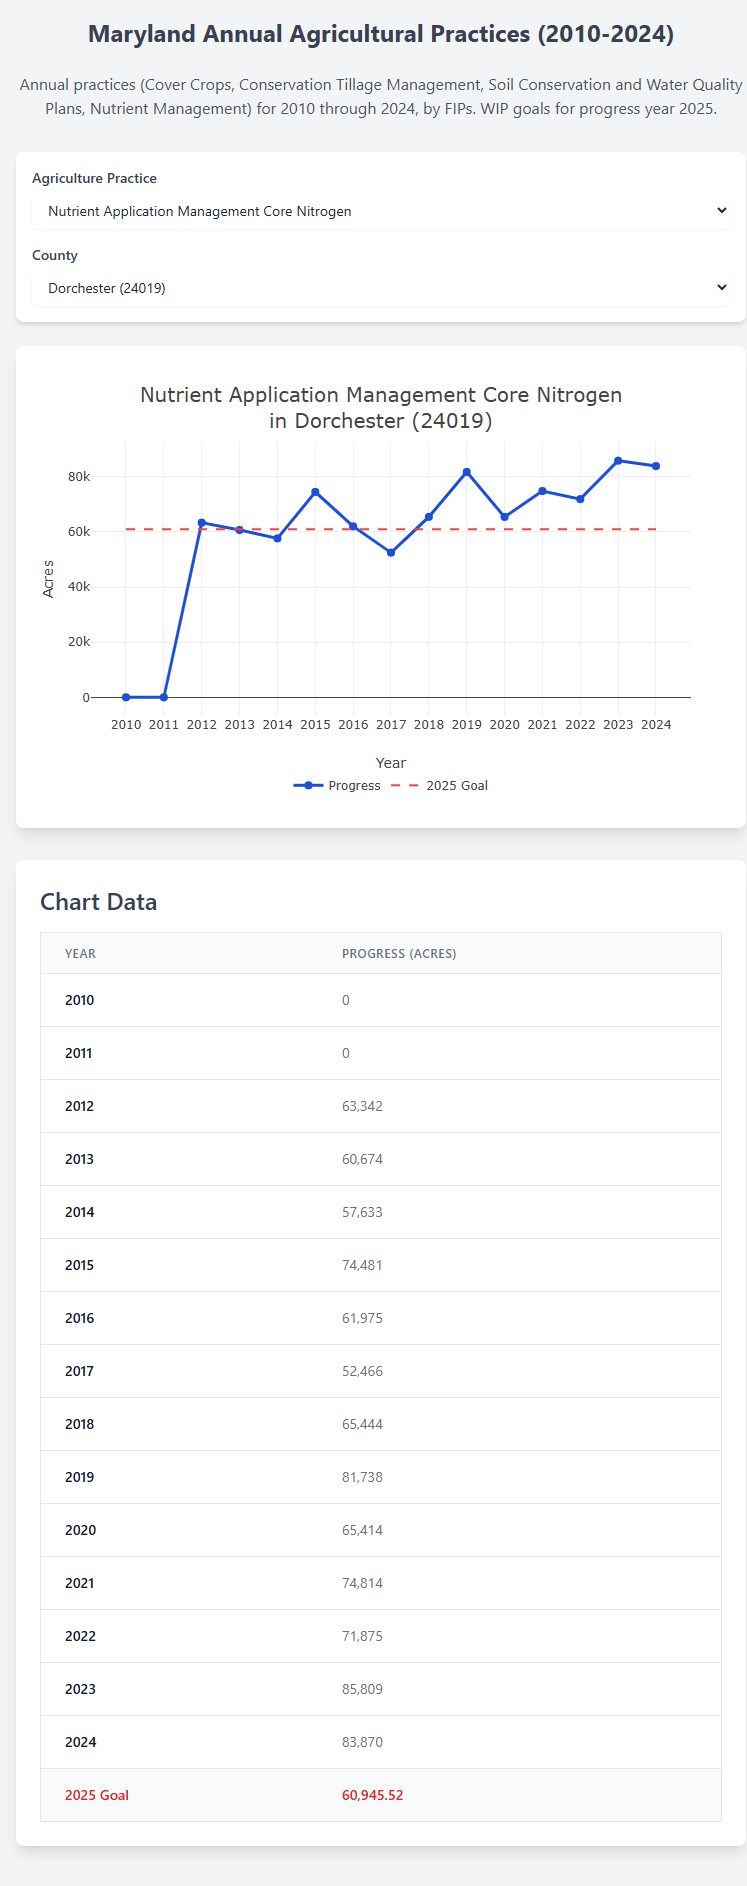 Maryland Annual Agricultural Practices (2010-2024)
Annual practices (Cover Crops, Conservation Tillage Management, Soil Conservation and Water Quality
Plans, Nutrient Management) for 2010 through 2024, by FIPs. WIP goals for progress year 2025.
Agriculture Practice
Nutrient Application Management Core Nitrogen
County
Dorchester (24019)
Nutrient Application Management Core Nitrogen
in Dorchester (24019)
80k
60k
40k
20k
0
Acres
2010 2011 2012 2013 2014 2015 2016 2017 2018 2019 2020 2021 2022 2023 2024
Year
Progress 2025 Goal
Chart Data
YEAR PROGRESS (ACRES)
2010 0
2011 0
2012 63,342
2013 60,674
2014 57,633
2015 74,481
2016 61,975
2017 52,466
2018 65,444
2019 81,738
2020 65,414
2021 74,814
2022 71,875
2023 85,809
2024 83,870
2025 Goal 60,945.52